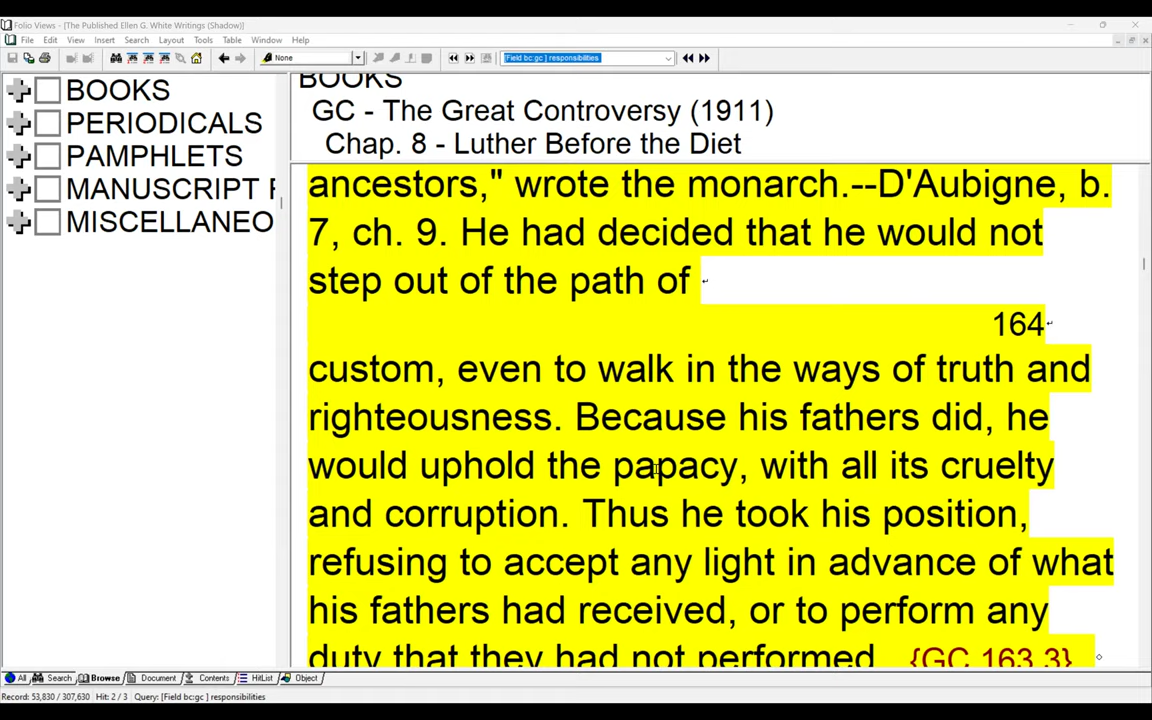 Folio Views - [The Published Ellen G. White Writings (Shadow)]
File Edit View Insert Search Layout Tools Table Window Help
None
[Field bc:gc ] responsibilities
BOOKS
PERIODICALS
PAMPHLETS
MANUSCRIPT
MISCELLANEO
BOOKS
GC - The Great Controversy (1911)
Chap. 8 - Luther Before the Diet
ancestors," wrote the monarch.--D'Aubigne, b.
7, ch. 9. He had decided that he would not
step out of the path of
164
custom, even to walk in the ways of truth and
righteousness. Because his fathers did, he
would uphold the papacy, with all its cruelty
and corruption. Thus he took his position,
refusing to accept any light in advance of what
his fathers had received, or to perform any
duty that they had not performed. {GC 163.3}
All Search Browse Document Contents HitList Object
Record: 53,830 / 307,630 Hit: 2 / 3 Query: [Field bc:gc ] responsibilities